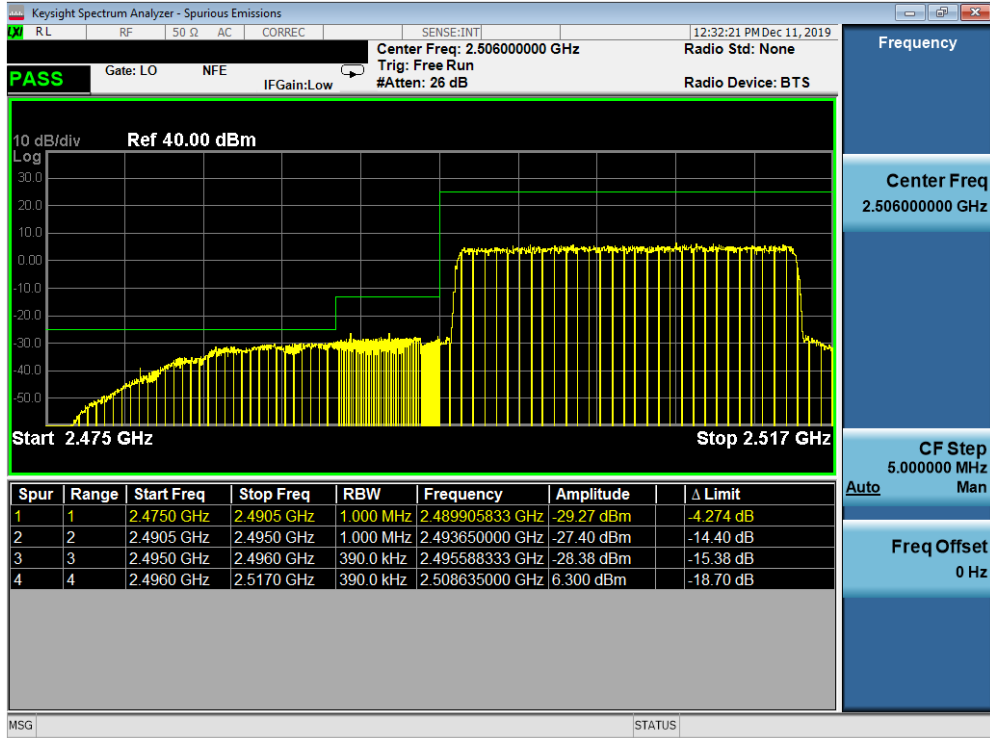 Keysight Spectrum Analyzer - Spurious Emissions
LXI RL RF 50 Ω AC CORREC SENSE:INT 12:32:21 PM Dec 11, 2019
Center Freq: 2.506000000 GHz Radio Std: None
PASS Gate: LO NFE Trig: Free Run
IFGain:Low #Atten: 26 dB Radio Device: BTS
10 dB/div Ref 40.00 dBm
Log
30.0
20.0
10.0
0.00
-10.0
-20.0
-30.0
-40.0
-50.0
Start 2.475 GHz Stop 2.517 GHz
Spur Range Start Freq Stop Freq RBW Frequency Amplitude Δ Limit
1 1 2.4750 GHz 2.4905 GHz 1.000 MHz 2.489905833 GHz -29.27 dBm -4.274 dB
2 2 2.4905 GHz 2.4950 GHz 1.000 MHz 2.493650000 GHz -27.40 dBm -14.40 dB
3 3 2.4950 GHz 2.4960 GHz 390.0 kHz 2.495588333 GHz -28.38 dBm -15.38 dB
4 4 2.4960 GHz 2.5170 GHz 390.0 kHz 2.508635000 GHz 6.300 dBm -18.70 dB
MSG STATUS
Frequency
Center Freq
2.506000000 GHz
CF Step
5.000000 MHz
Auto Man
Freq Offset
0 Hz